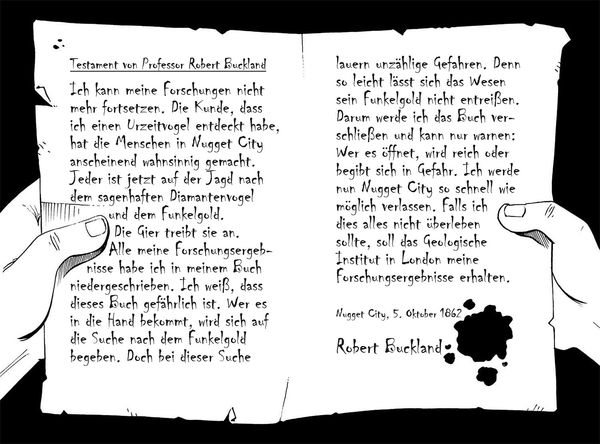 Testament von Professor Robert Buckland
Ich kann meine Forschungen nicht
mehr fortsetzen. Die Kunde, dass
ich einen Urzeitvogel entdeckt habe,
hat die Menschen in Nugget City
anscheinend wahnsinnig gemacht.
Jeder ist jetzt auf der Jagd nach
dem sagenhaften Diamantenvogel
und dem Funkelgold.
Die Gier treibt sie an.
Alle meine Forschungsergeb-
nisse habe ich in meinem Buch
niedergeschrieben. Ich weiß, dass
dieses Buch gefährlich ist. Wer es
in die Hand bekommt, wird sich auf
die Suche nach dem Funkelgold
begeben. Doch bei dieser Suche
lauern unzählige Gefahren. Denn
so leicht lässt sich das Wesen
sein Funkelgold nicht entreißen.
Darum werde ich das Buch ver-
schließen und kann nur warnen:
Wer es öffnet, wird reich oder
begibt sich in Gefahr. Ich werde
nun Nugget City so schnell wie
möglich verlassen. Falls ich
dies alles nicht überleben
sollte, soll das Geologische
Institut in London meine
Forschungsergebnisse erhalten.
Nugget City, 5. Oktober 1862
Robert Buckland